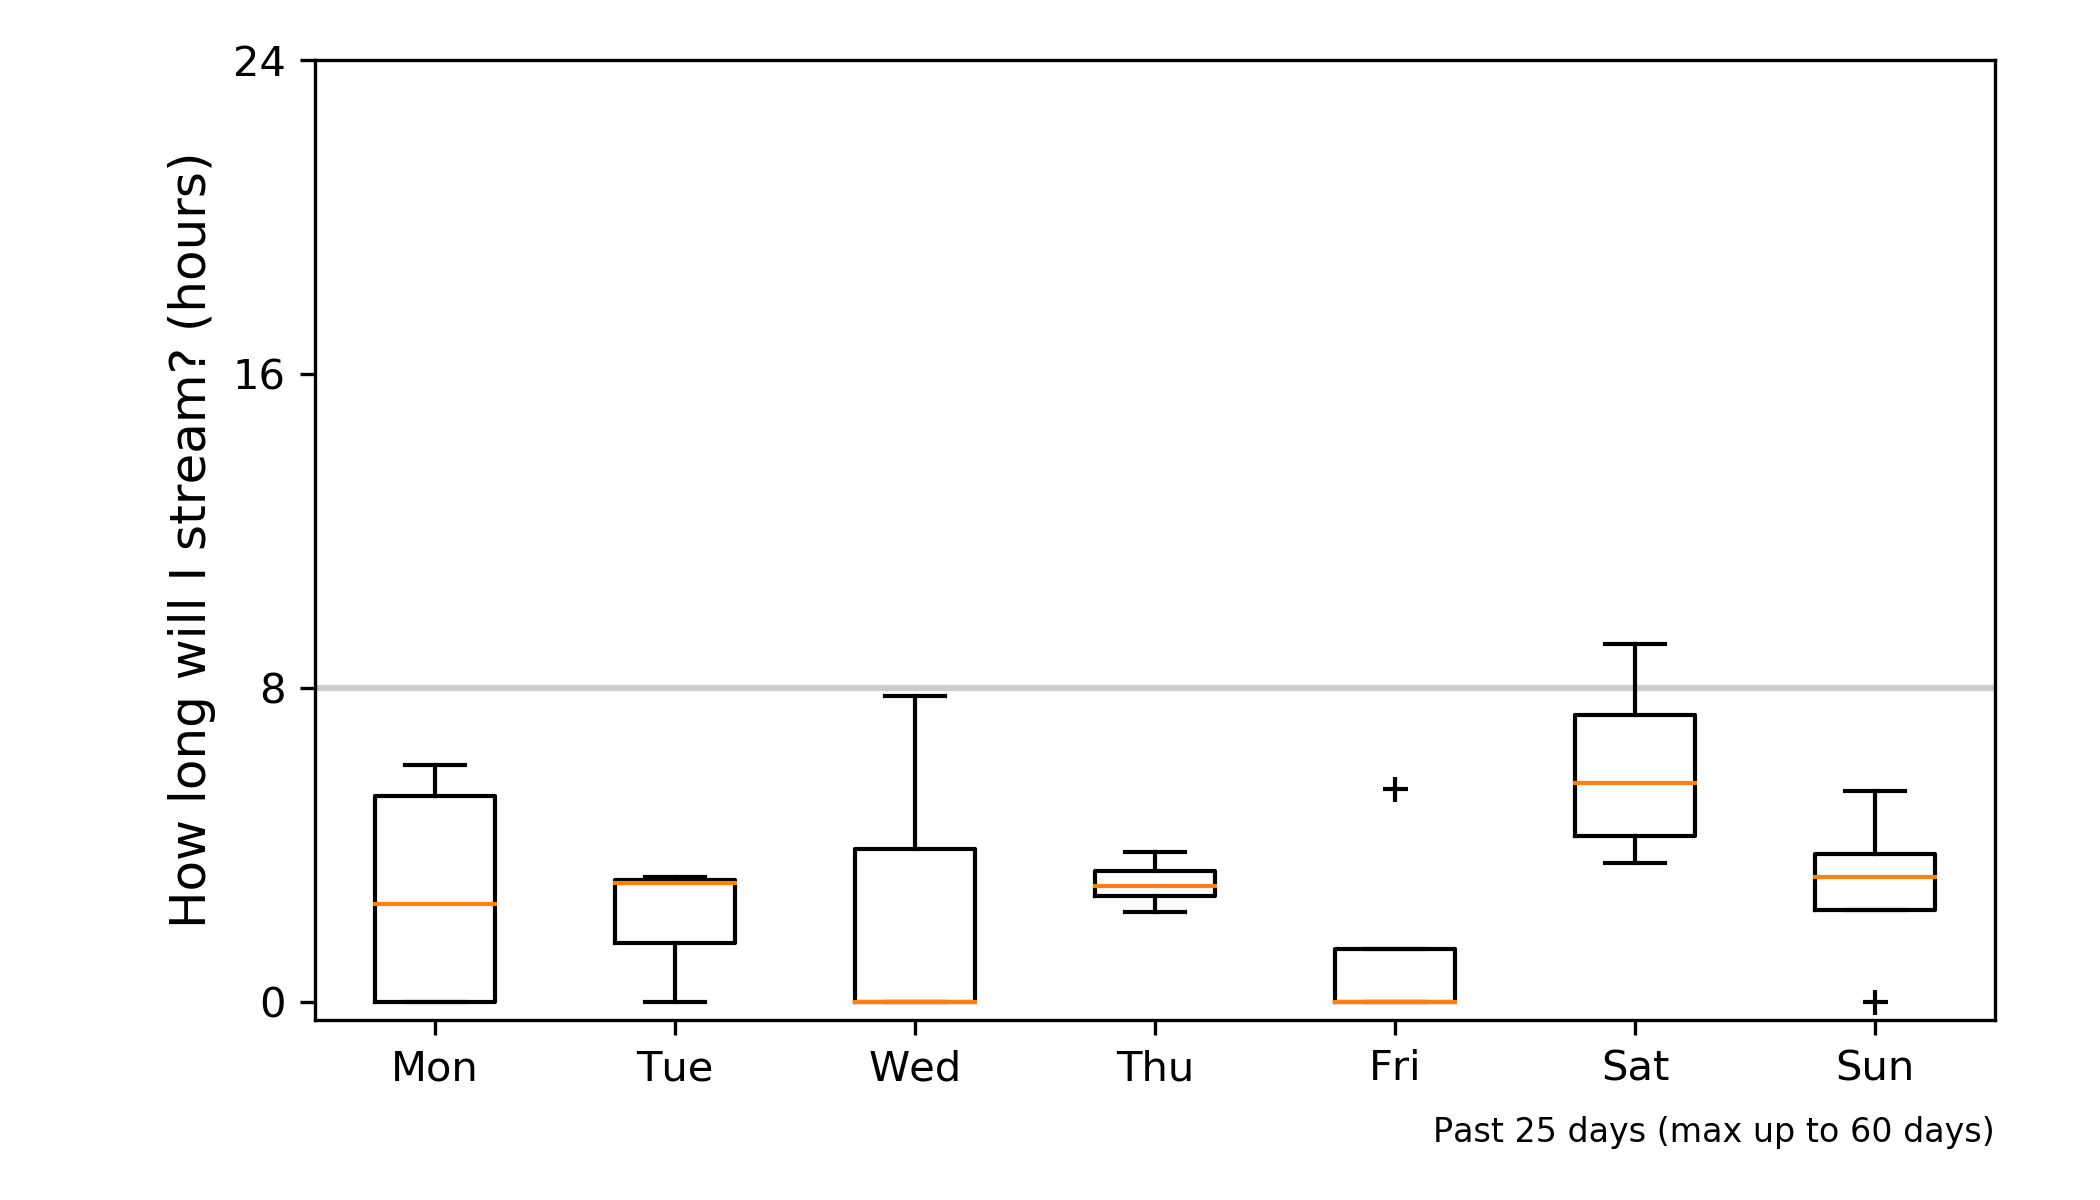 How long will I stream? (hours)
24
16
8
0
Mon Tue Wed Thu Fri Sat Sun
Past 25 days (max up to 60 days)